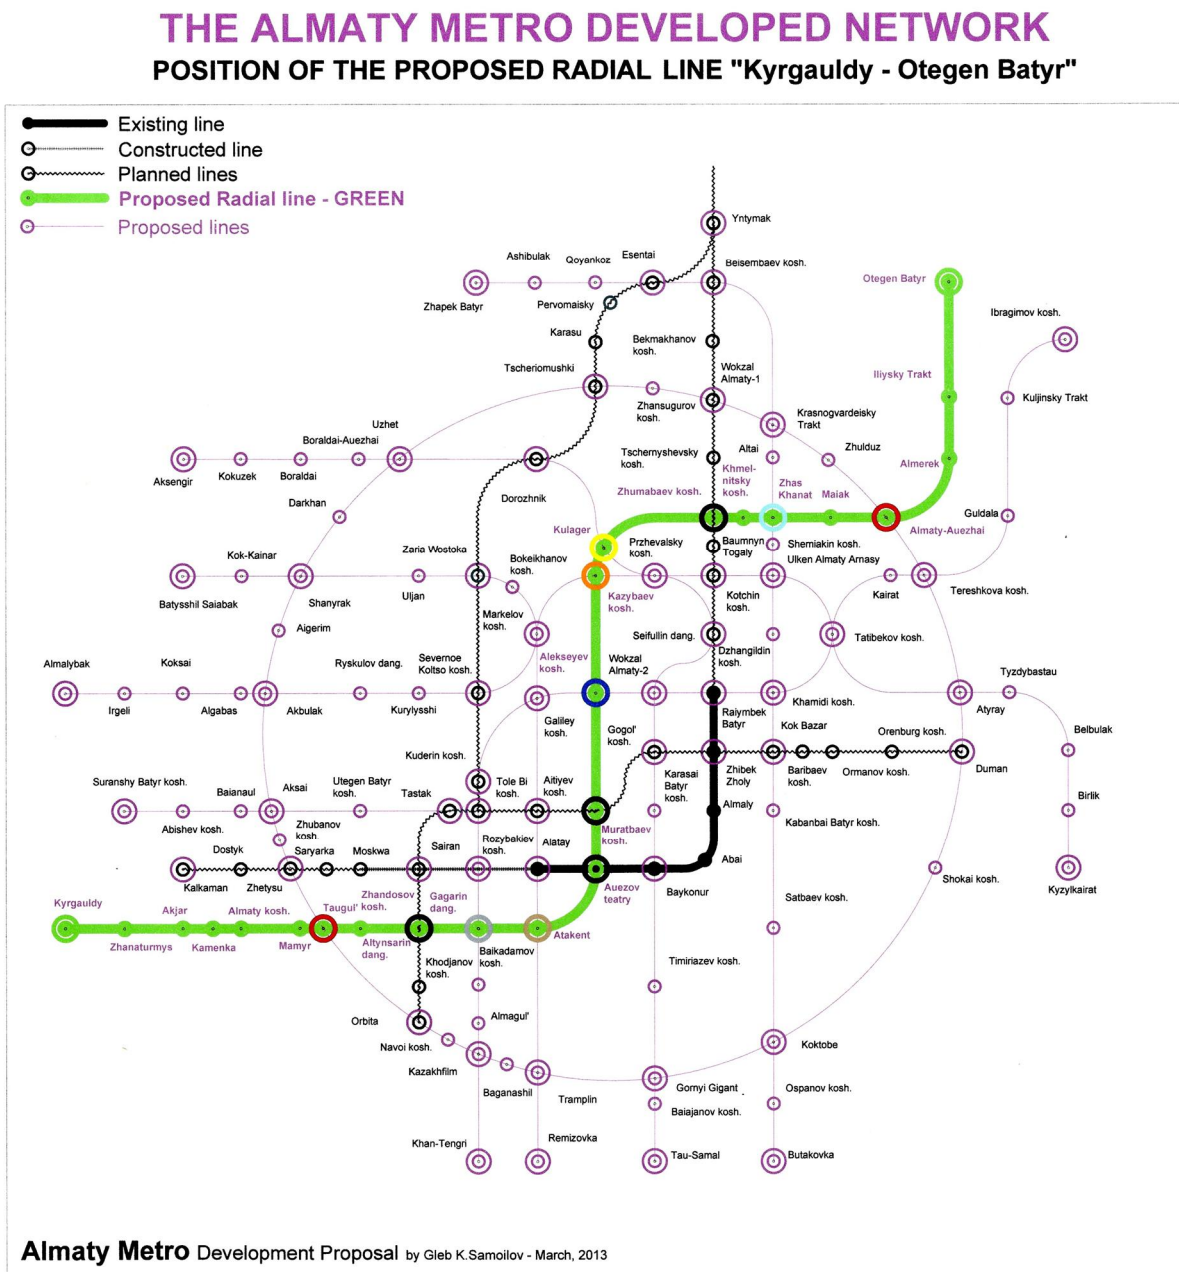 THE ALMATY METRO DEVELOPED NETWORK
POSITION OF THE PROPOSED RADIAL LINE "Kyrgauldy - Otegen Batyr"
Existing line
Constructed line
Planned lines
Proposed Radial line - GREEN
Proposed lines
Yntymak
Ashibulak
Qoyankoz
Esentai
Beisembaev kosh.
Otegen Batyr
Zhapek Batyr
Pervomaisky
Ibragimov kosh.
Karasu
Bekmakhanov
kosh.
Tscheriomushki
Wokzal
Almaty-1
Iliysky Trakt
Kuljinsky Trakt
Zhansugurov
kosh.
Krasnogvardeisky
Trakt
Uzhet
Boraldai-Auezhai
Aksengir
Kokuzek
Boraldai
Tschernyshevsky
kosh.
Altai
Zhulduz
Almerek
Dorozhnik
Zhumabaev kosh.
Khmel-
nitsky
kosh.
Zhas
Khanat
Maiak
Darkhan
Guldala
Kulager
Almaty-Auezhai
Przhevalsky
kosh.
Baumnyn
Togaly
Shemiakin kosh.
Ulken Almaty Arnasy
Kok-Kainar
Zaria Wostoka
Bokeikhanov
kosh.
Batysshil Saiabak
Shanyrak
Uljan
Markelov
kosh.
Kazybaev
kosh.
Kotchin
kosh.
Kairat
Tereshkova kosh.
Aigerim
Seifullin dang.
Tatibekov kosh.
Dzhangildin
kosh.
Almalybak
Koksai
Ryskulov dang.
Severnoe
Koltso kosh.
Alekseyev
kosh.
Wokzal
Almaty-2
Tyzdybastau
Irgeli
Algabas
Akbulak
Kurylysshi
Galiley
kosh.
Gogol'
kosh.
Raiymbek
Batyr
Khamidi kosh.
Atyray
Kok Bazar
Orenburg kosh.
Belbulak
Kuderin kosh.
Suranshy Batyr kosh.
Utegen Batyr
kosh.
Tastak
Tole Bi
kosh.
Aitiyev
kosh.
Karasai
Batyr
kosh.
Zhibek
Zholy
Baribaev
kosh.
Ormanov kosh.
Duman
Baianaul
Aksai
Almaly
Birlik
Abishev kosh.
Zhubanov
kosh.
Muratbaev
kosh.
Kabanbai Batyr kosh.
Dostyk
Saryarka
Moskwa
Sairan
Rozybakiev
kosh.
Alatay
Abai
Kalkaman
Zhetysu
Zhandosov
kosh.
Gagarin
dang.
Auezov
teatry
Baykonur
Shokai kosh.
Kyzylkairat
Kyrgauldy
Akjar
Almaty kosh.
Taugul'
Satbaev kosh.
Zhanaturmys
Kamenka
Mamyr
Altynsarin
dang.
Atakent
Khodjanov
kosh.
Baikadamov
kosh.
Timiriazev kosh.
Orbita
Almagul'
Navoi kosh.
Koktobe
Kazakhfilm
Baganashil
Tramplin
Gornyi Gigant
Ospanov kosh.
Baiajanov kosh.
Khan-Tengri
Remizovka
Tau-Samal
Butakovka
Almaty Metro Development Proposal by Gleb K.Samoilov - March, 2013